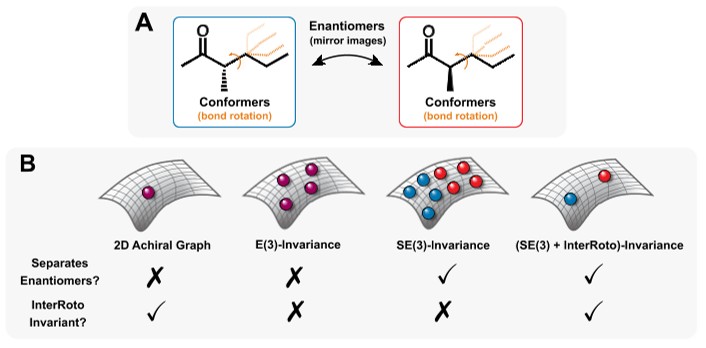 A
O
Enantiomers
(mirror images)
O
Conformers
(bond rotation)
Conformers
(bond rotation)
B
2D Achiral Graph
E(3)-Invariance
SE(3)-Invariance
(SE(3) + InterRoto)-Invariance
Separates
Enantiomers?
✗ ✗ ✓ ✓
InterRoto
Invariant?
✓ ✗ ✗ ✓